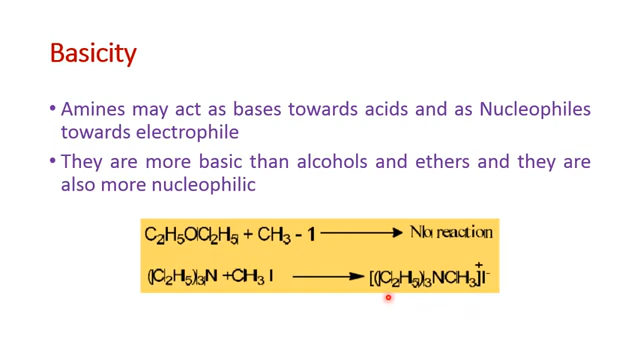 Basicity
• Amines may act as bases towards acids and as Nucleophiles
towards electrophile
• They are more basic than alcohols and ethers and they are
also more nucleophilic
C₂H₅OC₂H₅ + CH₃ - 1 ⟶ No reaction
(C₂H₅)₃N +CH₃ I ⟶ [(C₂H₅)₃NCH₃]⁺I⁻